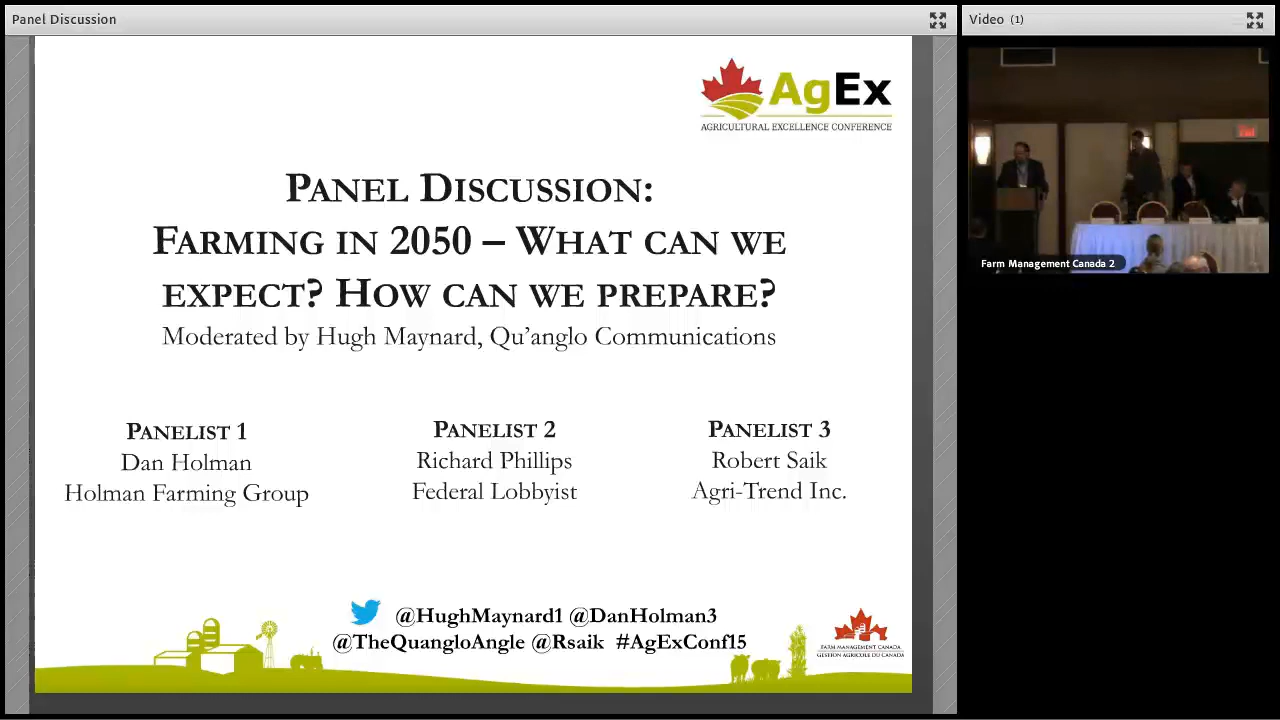 Panel Discussion
Video (1)
AgEx
AGRICULTURAL EXCELLENCE CONFERENCE
PANEL DISCUSSION:
FARMING IN 2050 – WHAT CAN WE
EXPECT? HOW CAN WE PREPARE?
Moderated by Hugh Maynard, Qu'anglo Communications
PANELIST 1
Dan Holman
Holman Farming Group
PANELIST 2
Richard Phillips
Federal Lobbyist
PANELIST 3
Robert Saik
Agri-Trend Inc.
@HughMaynard1 @DanHolman3
@TheQuangloAngle @Rsaik #AgExConf15
FARM MANAGEMENT CANADA
GESTION AGRICOLE DU CANADA
Farm Management Canada 2